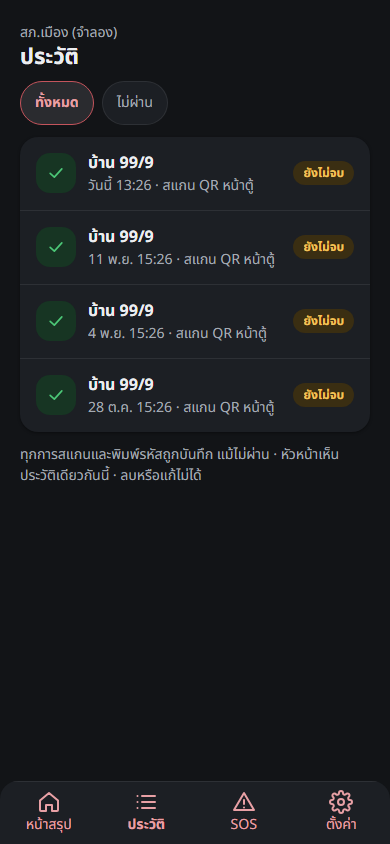 สภ.เมือง (จำลอง)
ประวัติ
ทั้งหมด
ไม่ผ่าน
บ้าน 99/9
วันนี้ 13:26 · สแกน QR หน้าตู้
ยังไม่จบ
บ้าน 99/9
11 พ.ย. 15:26 · สแกน QR หน้าตู้
ยังไม่จบ
บ้าน 99/9
4 พ.ย. 15:26 · สแกน QR หน้าตู้
ยังไม่จบ
บ้าน 99/9
28 ต.ค. 15:26 · สแกน QR หน้าตู้
ยังไม่จบ
ทุกการสแกนและพิมพ์รหัสถูกบันทึก แม้ไม่ผ่าน · หัวหน้าเห็น
ประวัติเดียวกันนี้ · ลบหรือแก้ไม่ได้
หน้าสรุป
ประวัติ
SOS
ตั้งค่า